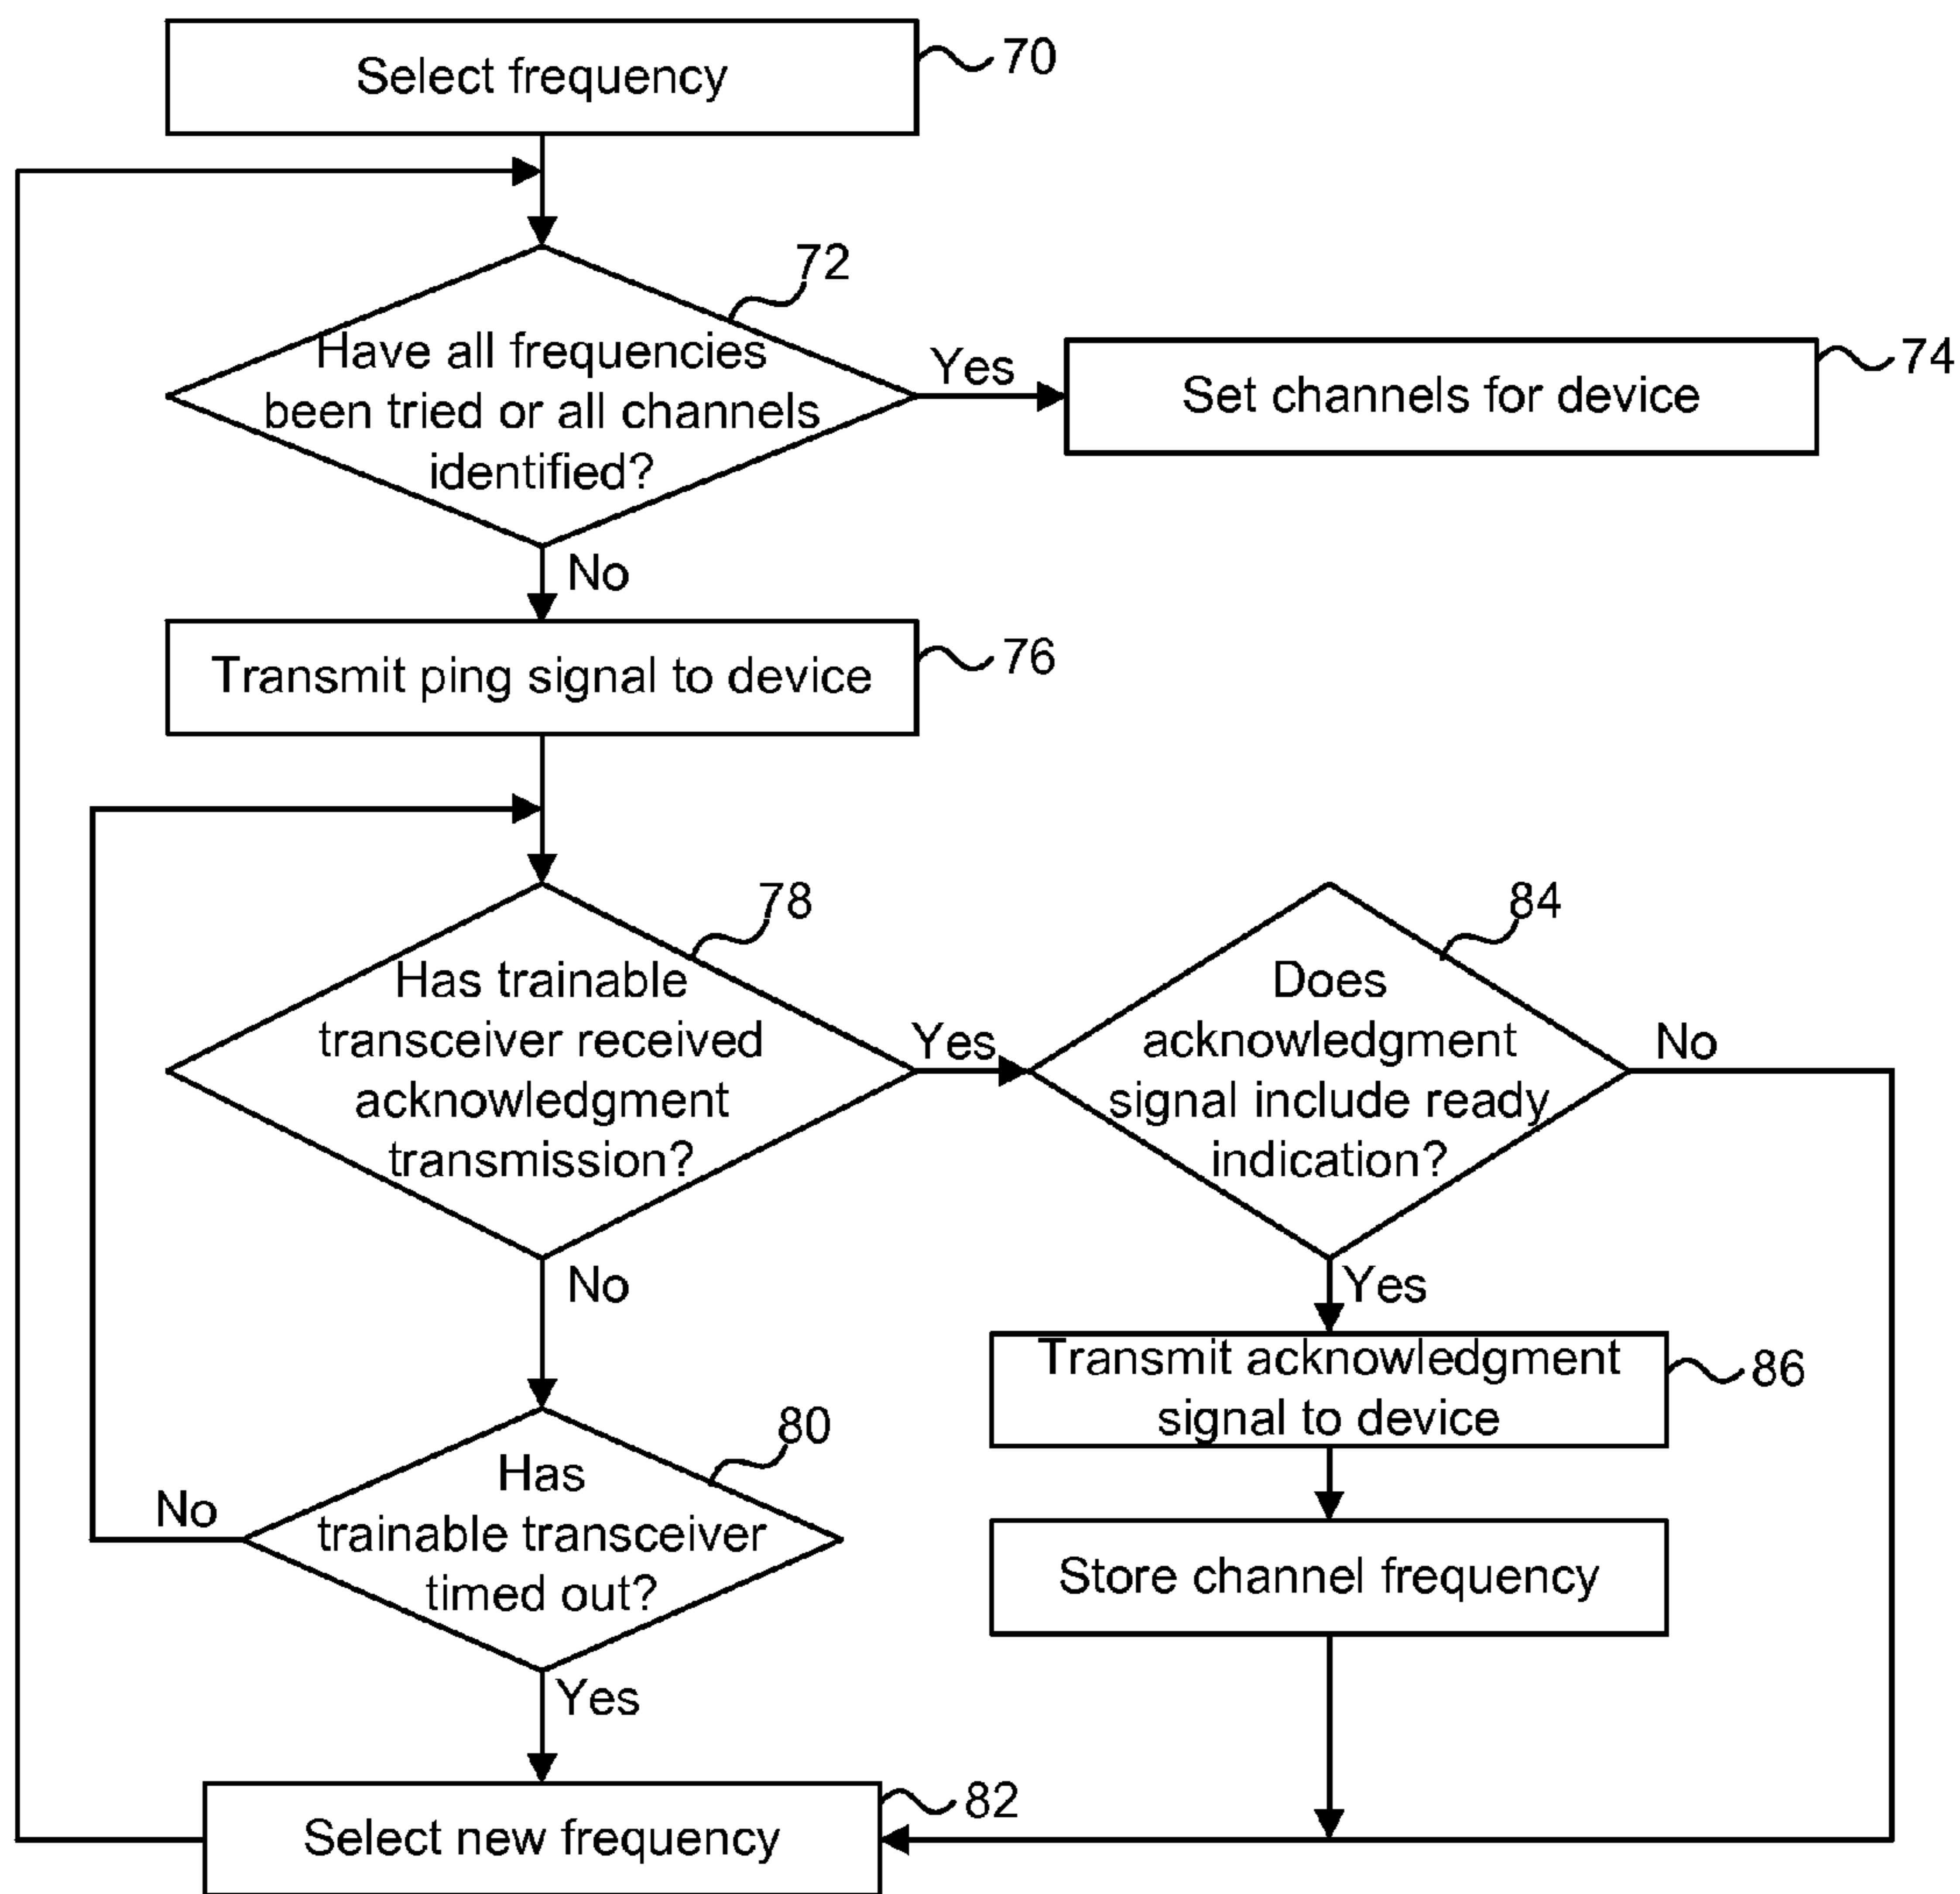 Select frequency
70
72
Have all frequencies
been tried or all channels
identified?
Yes
Set channels for device
74
No
Transmit ping signal to device
76
78
Has trainable
transceiver received
acknowledgment
transmission?
Yes
84
Does
acknowledgment
signal include ready
indication?
No
No
Yes
Transmit acknowledgment
signal to device
86
80
Has
trainable transceiver
timed out?
No
Store channel frequency
Yes
Select new frequency
82